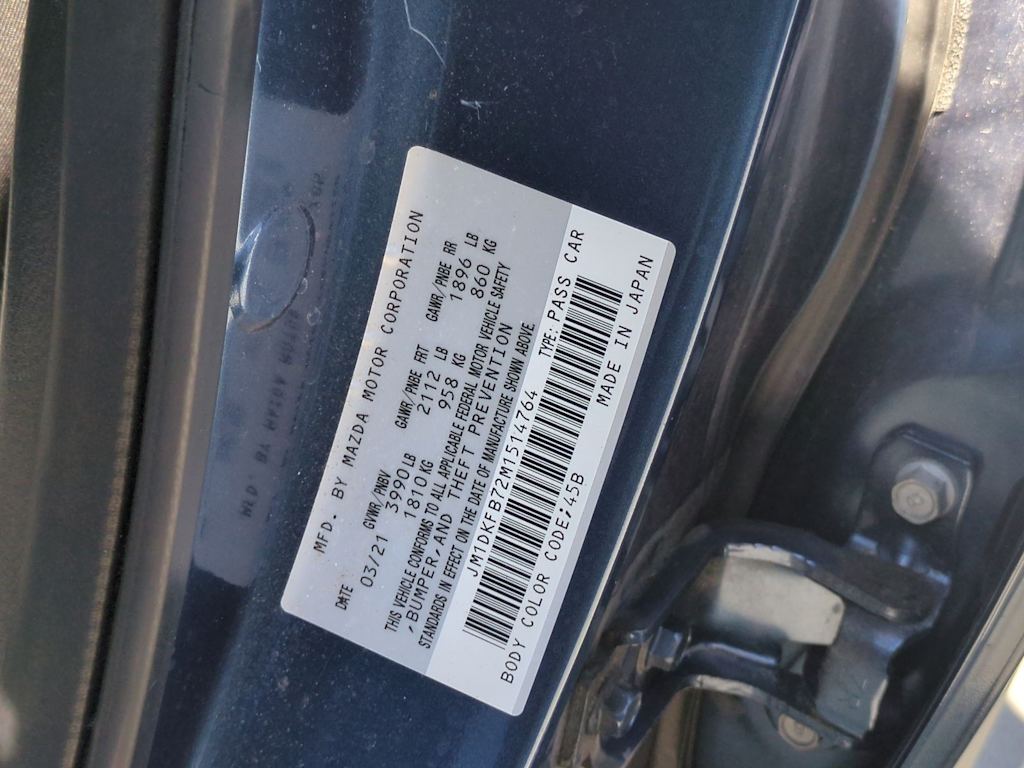 MFD. BY MAZDA MOTOR CORPORATION
DATE GVWR/PNBV GAWR/PNBE FRT GAWR/PNBE RR
03/21 3990 LB 2112 LB 1896 LB
1810 KG 958 KG 860 KG
THIS VEHICLE CONFORMS TO ALL APPLICABLE FEDERAL MOTOR VEHICLE SAFETY
,BUMPER,AND THEFT PREVENTION
STANDARDS IN EFFECT ON THE DATE OF MANUFACTURE SHOWN ABOVE
JM1DKFB72M1514764 TYPE: PASS CAR
BODY COLOR CODE;45B MADE IN JAPAN